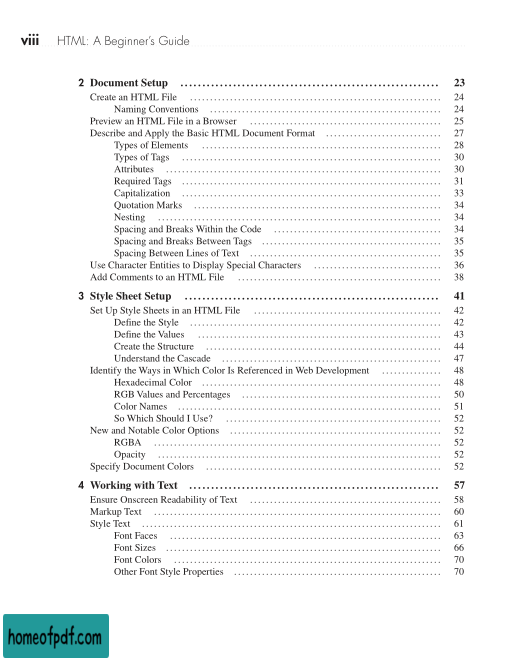 viii HTML: A Beginner's Guide
2 Document Setup 23
Create an HTML File 24
Naming Conventions 24
Preview an HTML File in a Browser 25
Describe and Apply the Basic HTML Document Format 27
Types of Elements 28
Types of Tags 30
Attributes 30
Required Tags 31
Capitalization 33
Quotation Marks 34
Nesting 34
Spacing and Breaks Within the Code 34
Spacing and Breaks Between Tags 35
Spacing Between Lines of Text 35
Use Character Entities to Display Special Characters 36
Add Comments to an HTML File 38
3 Style Sheet Setup 41
Set Up Style Sheets in an HTML File 42
Define the Style 42
Define the Values 43
Create the Structure 44
Understand the Cascade 47
Identify the Ways in Which Color Is Referenced in Web Development 48
Hexadecimal Color 48
RGB Values and Percentages 50
Color Names 51
So Which Should I Use? 52
New and Notable Color Options 52
RGBA 52
Opacity 52
Specify Document Colors 52
4 Working with Text 57
Ensure Onscreen Readability of Text 58
Markup Text 60
Style Text 61
Font Faces 63
Font Sizes 66
Font Colors 70
Other Font Style Properties 70
homeofpdf.com